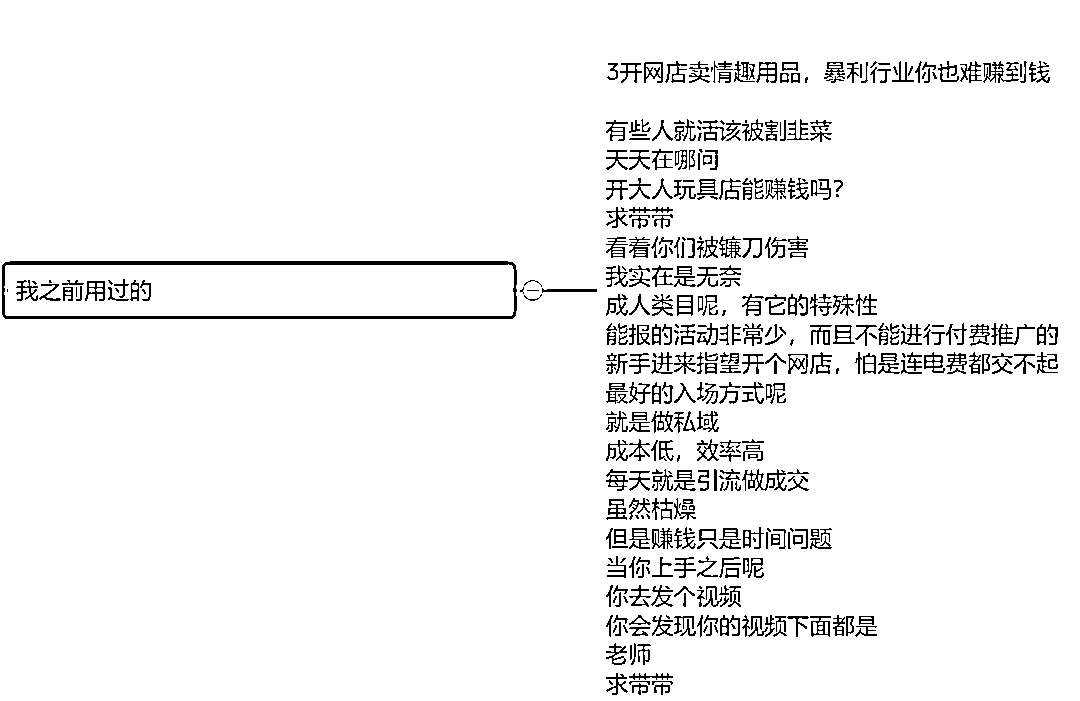 我之前用过的
3开网店卖情趣用品，暴利行业你也难赚到钱
有些人就活该被割韭菜
天天在哪问
开大人玩具店能赚钱吗？
求带带
看着你们被镰刀伤害
我实在是无奈
成人类目呢，有它的特殊性
能报的活动非常少，而且不能进行付费推广的
新手进来指望开个网店，怕是连电费都交不起
最好的入场方式呢
就是做私域
成本低，效率高
每天就是引流做成交
虽然枯燥
但是赚钱只是时间问题
当你上手之后呢
你去发个视频
你会发现你的视频下面都是
老师
求带带